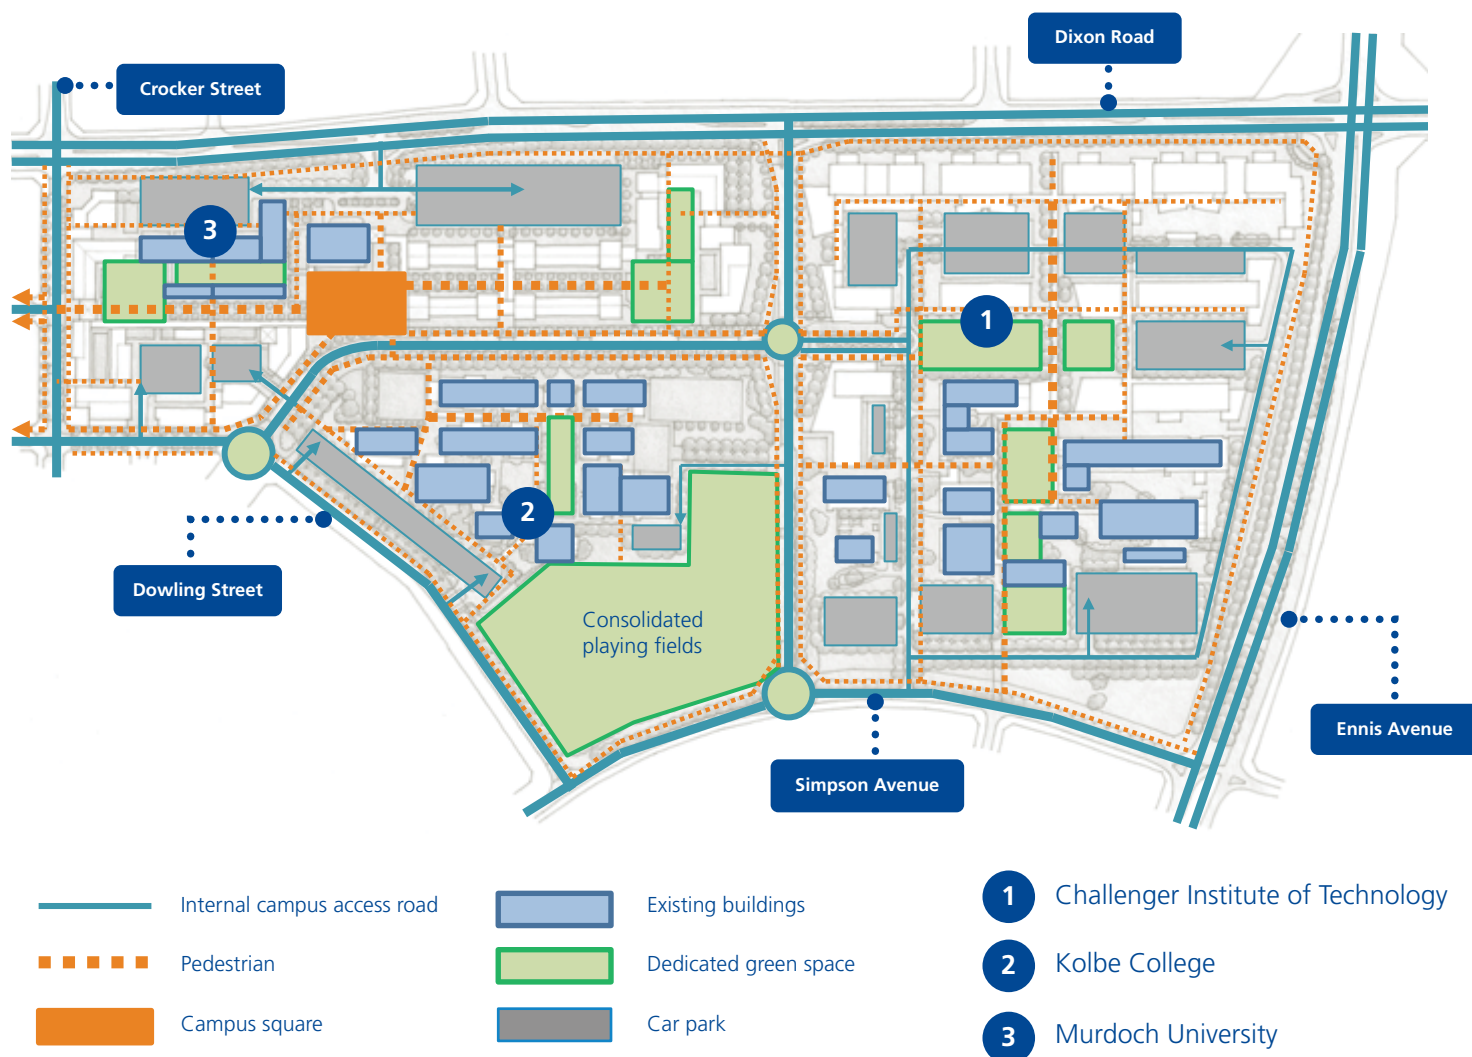 Dixon Road
Crocker Street
3
1
2
Dowling Street
Consolidated
playing fields
Ennis Avenue
Simpson Avenue
Internal campus access road
Existing buildings
1 Challenger Institute of Technology
Pedestrian
Dedicated green space
2 Kolbe College
Campus square
Car park
3 Murdoch University